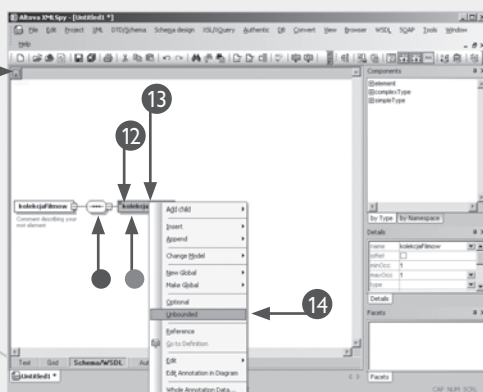 Altova XMLSpy - [Untitled1 *]
File Edit Project XML DTD/Schema Schema design XSL/XQuery Authentic DB Convert View Browser WSDL SOAP Tools Window
Help
Components
element
complexType
simpleType
13
12
kolekcjaFilmow
kolekcja
Comment describing your root element
Add child
Insert
Append
Change Model
New Global
Make Global
Optional
Unbounded
14
Reference
Go to Definition
Edit
Edit Annotation in Diagram
Whole Annotation Data...
by Type by Namespace
Details
name kolekcjaFilmow
isRef
minOcc 1
maxOcc 1
type
Details
Facets
Facets
Text Grid Schema/WSDL Aut
Untitled1 *
CAP NUM SCRL